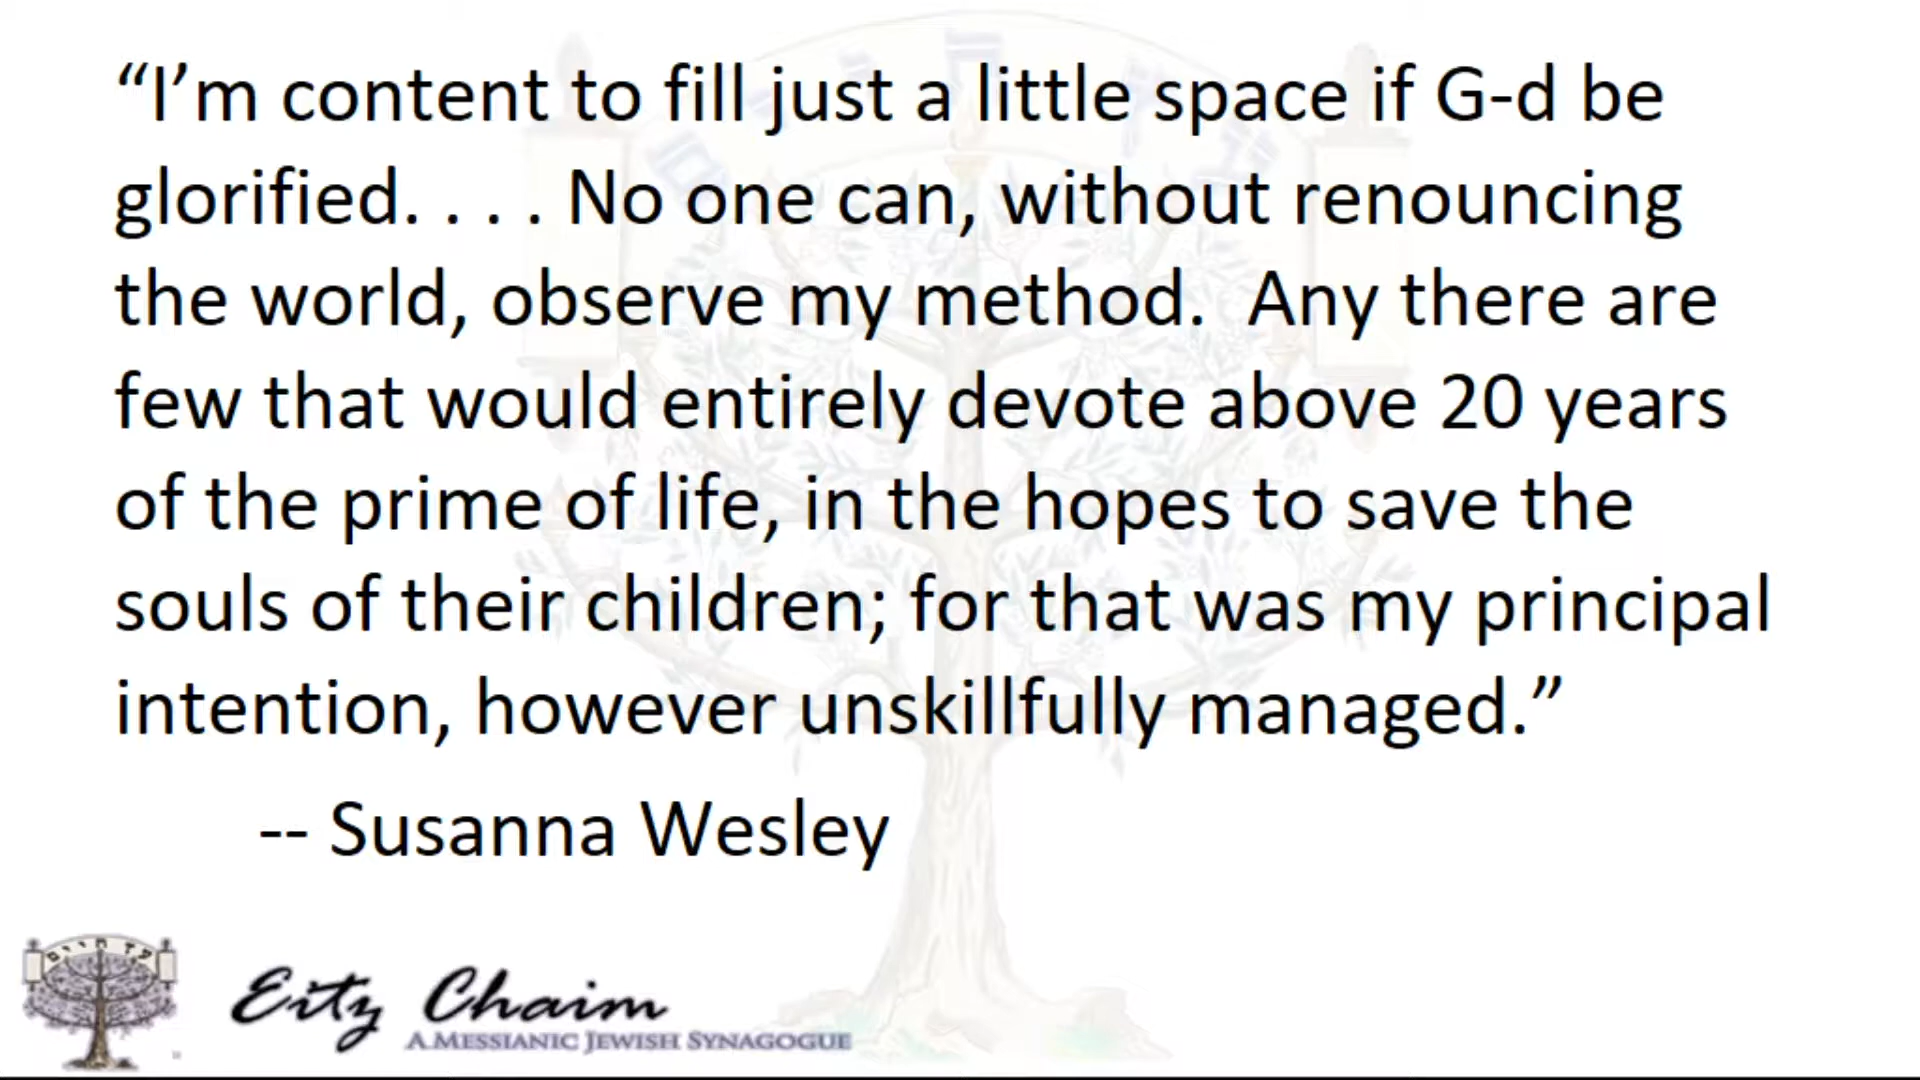 “I’m content to fill just a little space if G-d be
glorified. . . . No one can, without renouncing
the world, observe my method.  Any there are
few that would entirely devote above 20 years
of the prime of life, in the hopes to save the
souls of their children; for that was my principal
intention, however unskillfully managed.”
-- Susanna Wesley
עץ חיים
Eitz Chaim
A Messianic Jewish Synagogue